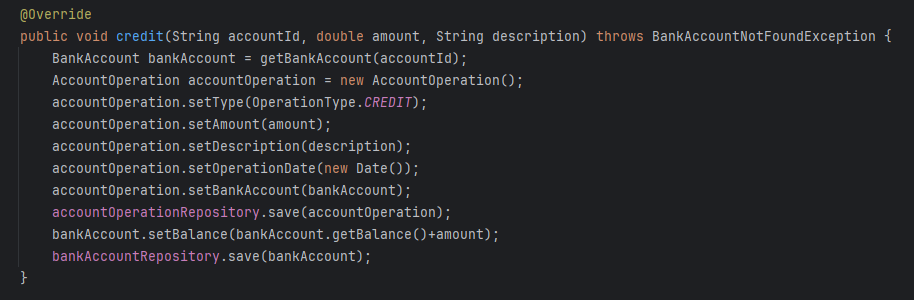 @Override
public void credit(String accountId, double amount, String description) throws BankAccountNotFoundException {
    BankAccount bankAccount = getBankAccount(accountId);
    AccountOperation accountOperation = new AccountOperation();
    accountOperation.setType(OperationType.CREDIT);
    accountOperation.setAmount(amount);
    accountOperation.setDescription(description);
    accountOperation.setOperationDate(new Date());
    accountOperation.setBankAccount(bankAccount);
    accountOperationRepository.save(accountOperation);
    bankAccount.setBalance(bankAccount.getBalance()+amount);
    bankAccountRepository.save(bankAccount);
}